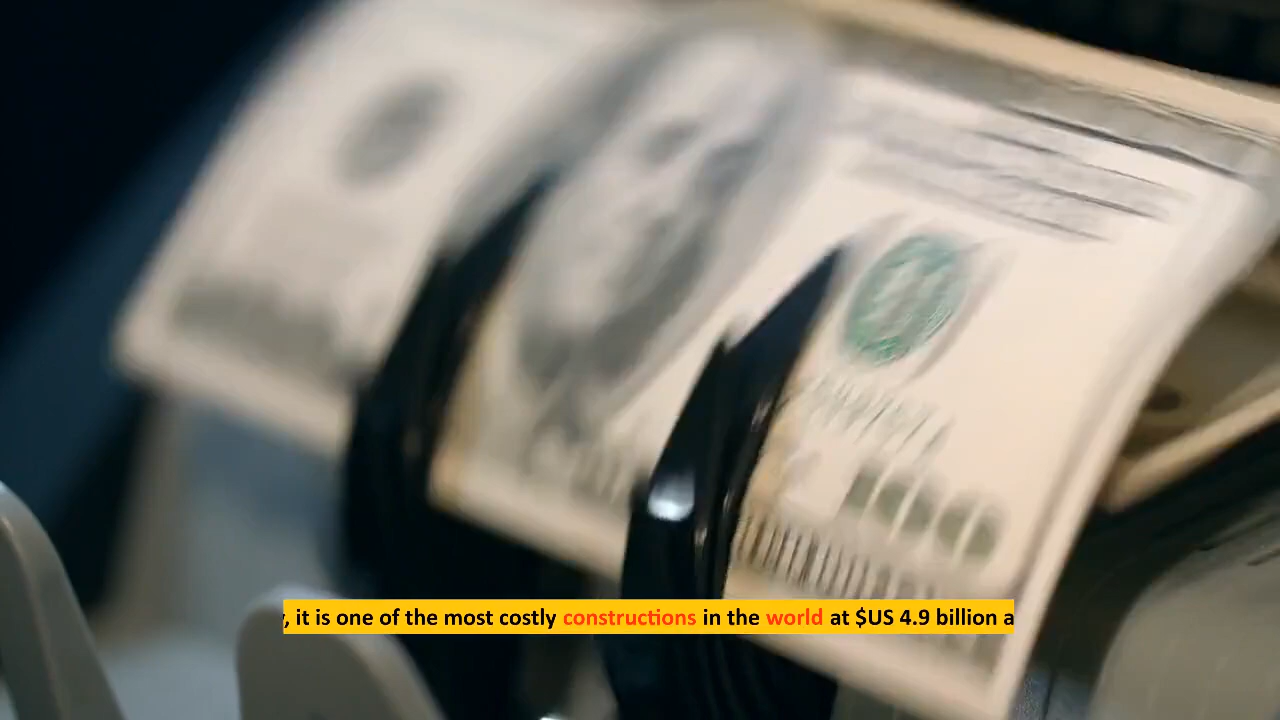 , it is one of the most costly constructions in the world at $US 4.9 billion a